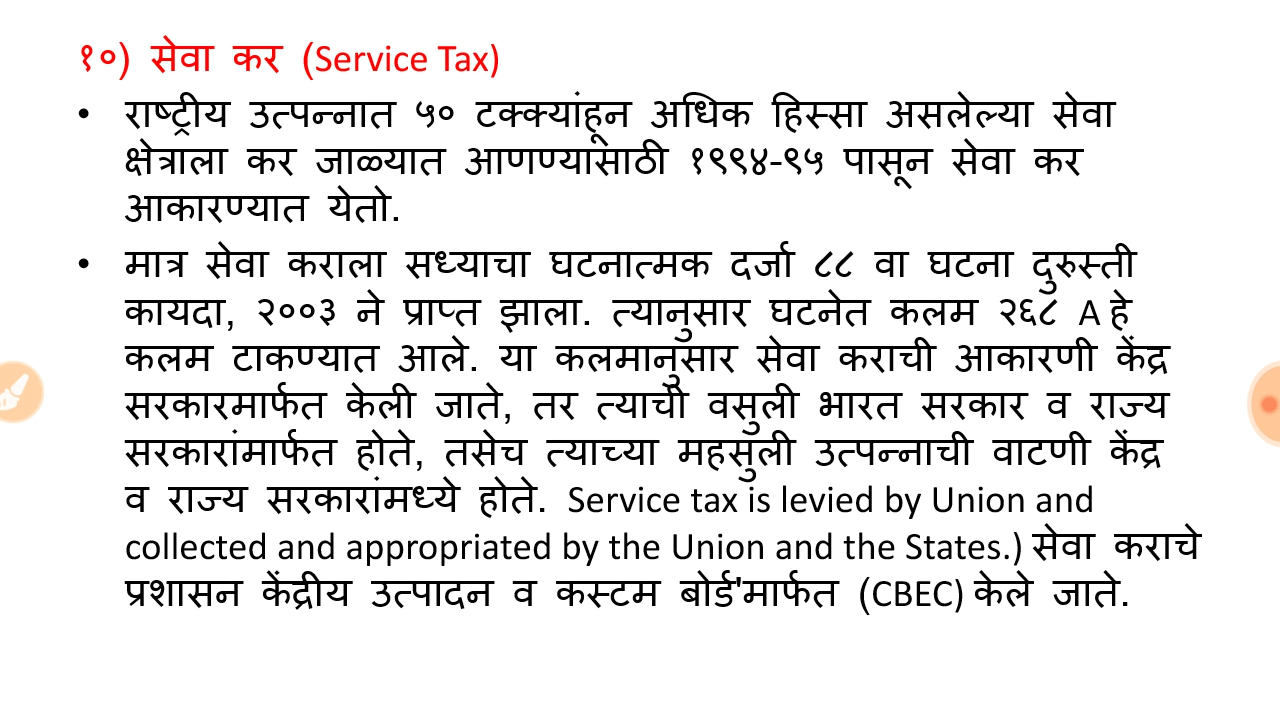 १०) सेवा कर (Service Tax)
• राष्ट्रीय उत्पन्नात ५० टक्क्यांहून अधिक हिस्सा असलेल्या सेवा
क्षेत्राला कर जाळ्यात आणण्यासाठी १९९४-९५ पासून सेवा कर
आकारण्यात येतो.
• मात्र सेवा कराला सध्याचा घटनात्मक दर्जा ८८ वा घटना दुरुस्ती
कायदा, २००३ ने प्राप्त झाला. त्यानुसार घटनेत कलम २६८ A हे
कलम टाकण्यात आले. या कलमानुसार सेवा कराची आकारणी केंद्र
सरकारमार्फत केली जाते, तर त्याची वसुली भारत सरकार व राज्य
सरकारांमार्फत होते, तसेच त्याच्या महसुली उत्पन्नाची वाटणी केंद्र
व राज्य सरकारांमध्ये होते. Service tax is levied by Union and
collected and appropriated by the Union and the States.) सेवा कराचे
प्रशासन केंद्रीय उत्पादन व कस्टम बोर्ड'मार्फत (CBEC) केले जाते.